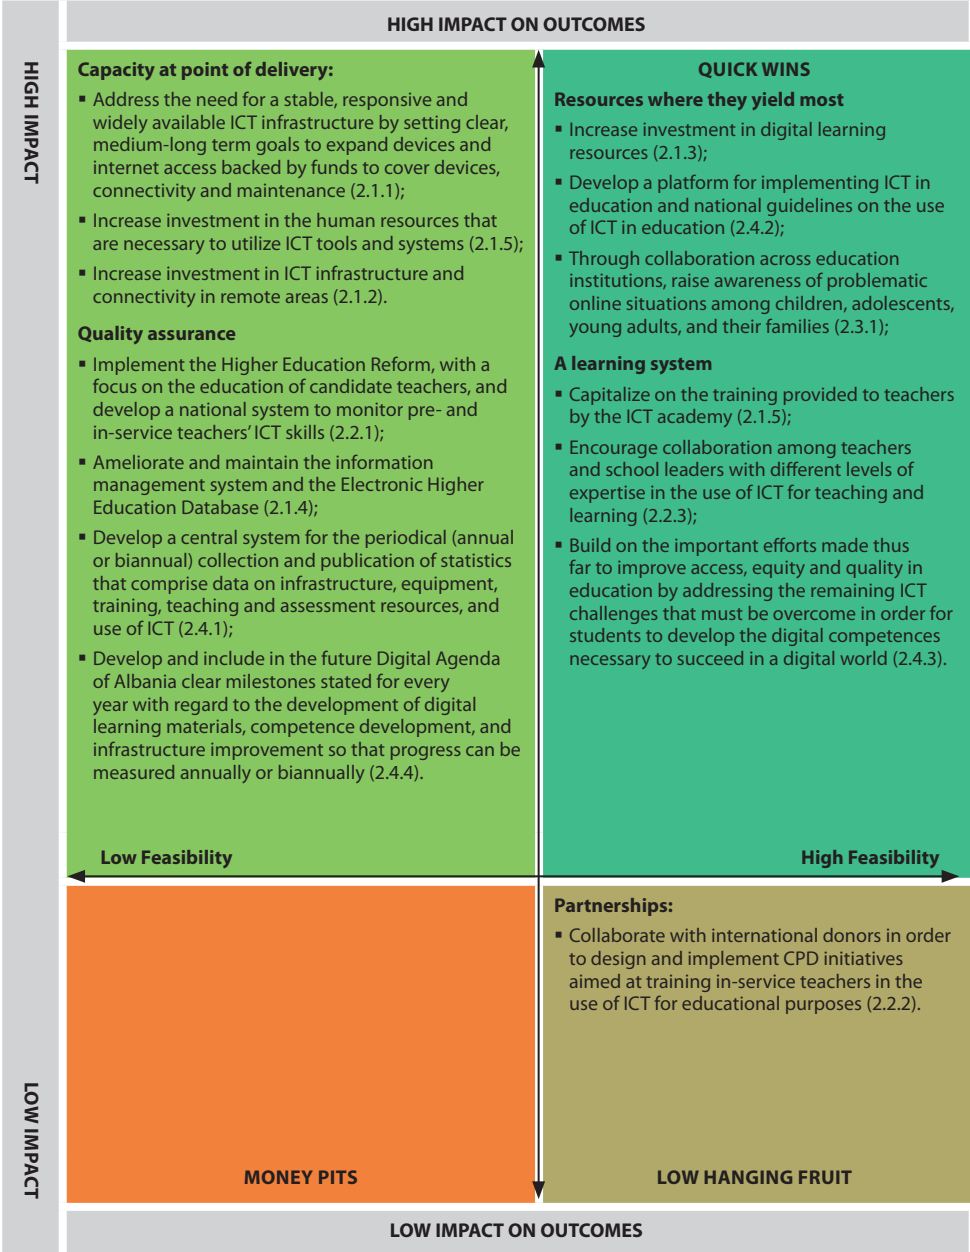 HIGH IMPACT ON OUTCOMES
HIGH IMPACT
Capacity at point of delivery:
▪ Address the need for a stable, responsive and
widely available ICT infrastructure by setting clear,
medium-long term goals to expand devices and
internet access backed by funds to cover devices,
connectivity and maintenance (2.1.1);
▪ Increase investment in the human resources that
are necessary to utilize ICT tools and systems (2.1.5);
▪ Increase investment in ICT infrastructure and
connectivity in remote areas (2.1.2).
Quality assurance
▪ Implement the Higher Education Reform, with a
focus on the education of candidate teachers, and
develop a national system to monitor pre- and
in-service teachers' ICT skills (2.2.1);
▪ Ameliorate and maintain the information
management system and the Electronic Higher
Education Database (2.1.4);
▪ Develop a central system for the periodical (annual
or biannual) collection and publication of statistics
that comprise data on infrastructure, equipment,
training, teaching and assessment resources, and
use of ICT (2.4.1);
▪ Develop and include in the future Digital Agenda
of Albania clear milestones stated for every
year with regard to the development of digital
learning materials, competence development, and
infrastructure improvement so that progress can be
measured annually or biannually (2.4.4).
QUICK WINS
Resources where they yield most
▪ Increase investment in digital learning
resources (2.1.3);
▪ Develop a platform for implementing ICT in
education and national guidelines on the use
of ICT in education (2.4.2);
▪ Through collaboration across education
institutions, raise awareness of problematic
online situations among children, adolescents,
young adults, and their families (2.3.1);
A learning system
▪ Capitalize on the training provided to teachers
by the ICT academy (2.1.5);
▪ Encourage collaboration among teachers
and school leaders with different levels of
expertise in the use of ICT for teaching and
learning (2.2.3);
▪ Build on the important efforts made thus
far to improve access, equity and quality in
education by addressing the remaining ICT
challenges that must be overcome in order for
students to develop the digital competences
necessary to succeed in a digital world (2.4.3).
Low Feasibility
High Feasibility
LOW IMPACT
MONEY PITS
Partnerships:
▪ Collaborate with international donors in order
to design and implement CPD initiatives
aimed at training in-service teachers in the
use of ICT for educational purposes (2.2.2).
LOW HANGING FRUIT
LOW IMPACT ON OUTCOMES